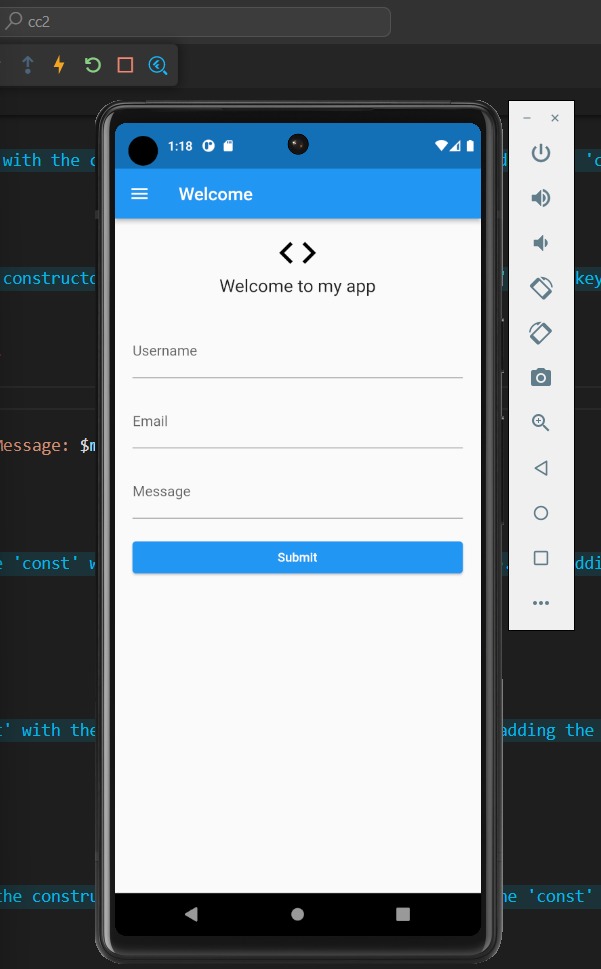 cc2
1:18
with the
'c
Welcome
< >
Welcome to my app
constructo
key
Username
Email
Message: $
Message
'const'
Submit
addi
' with the
adding the
the constru
he 'const'